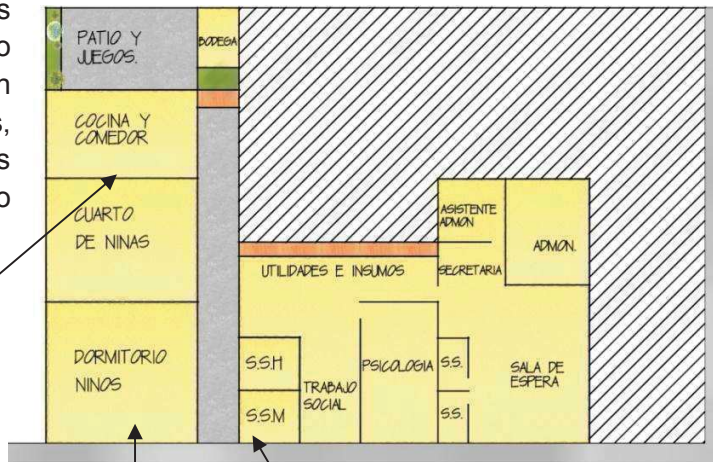 s
o
n
s,
s
o
PATIO Y
JUEGOS.
BODEGA
COCINA Y
COMEDOR
CUARTO
DE NINAS
DORMITORIO
NINOS
UTILIDADES E INSUMOS
ASISTENTE
ADMON
ADMON.
SECRETARIA
S.S.H
S.S.M
TRABAJO
SOCIAL
PSICOLOGIA
S.S.
S.S.
SALA DE
ESPERA